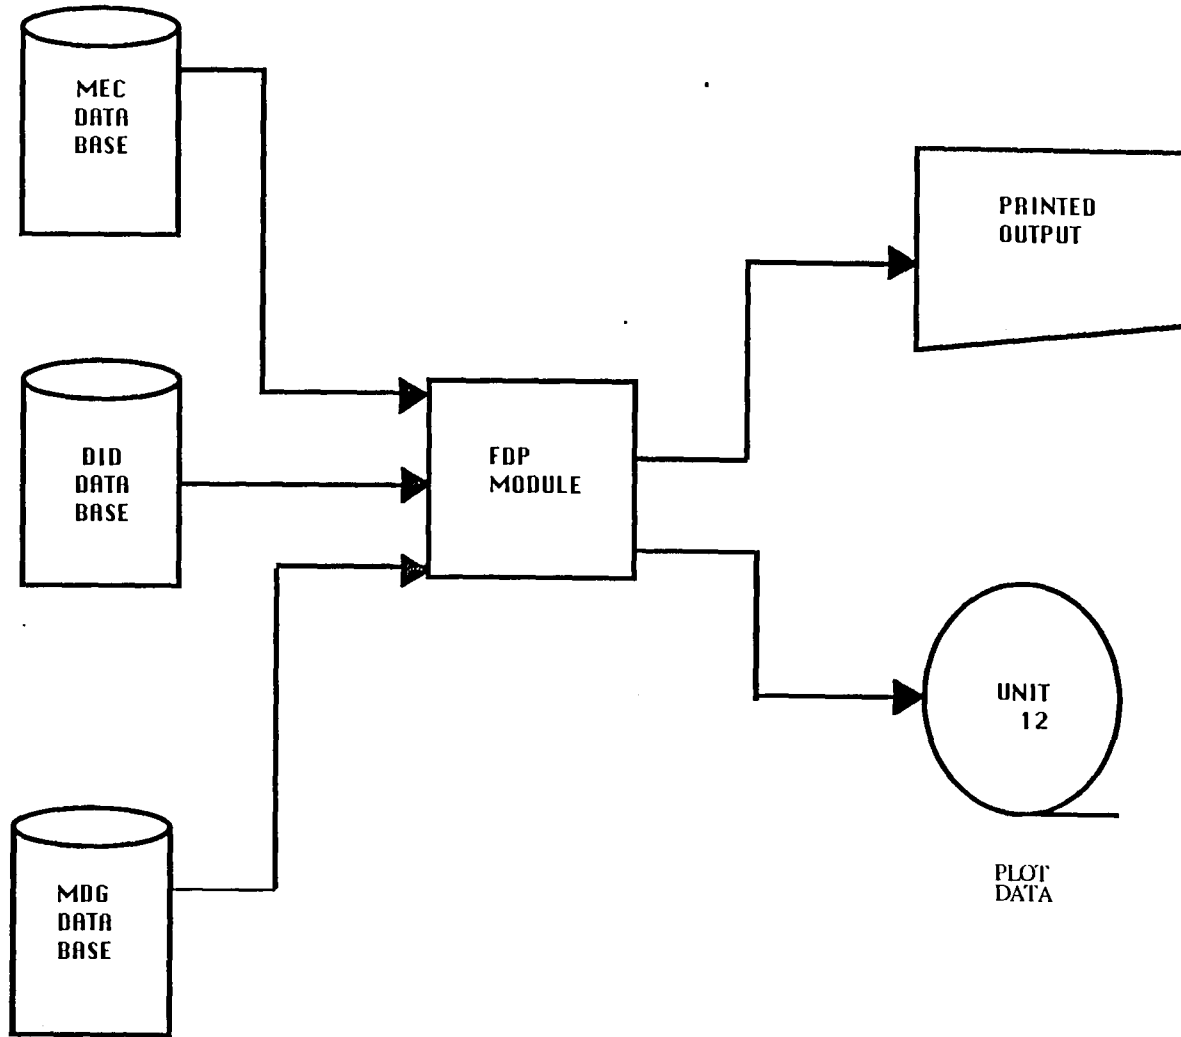 MEC
DATA
BASE
PRINTED
OUTPUT
DID
DATA
BASE
FDP
MODULE
UNIT
12
PLOT
DATA
MDG
DATA
BASE